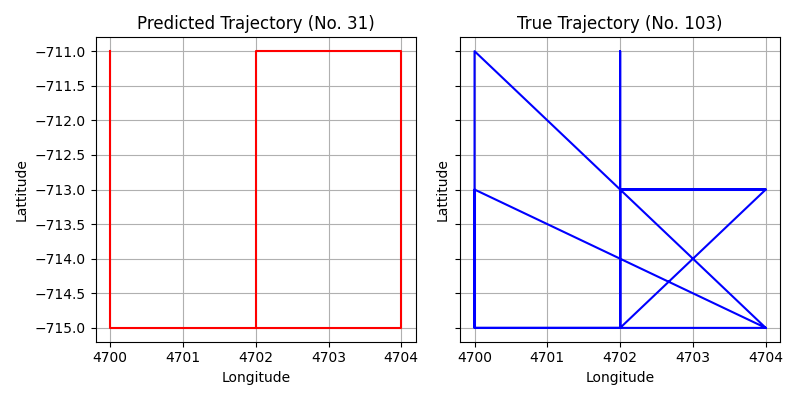 Predicted Trajectory (No. 31)
True Trajectory (No. 103)
Lattitude
−711.0
−711.5
−712.0
−712.5
−713.0
−713.5
−714.0
−714.5
−715.0
4700 4701 4702 4703 4704
Longitude
Lattitude
4700 4701 4702 4703 4704
Longitude